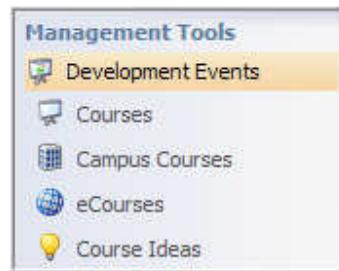 Management Tools
Development Events
Courses
Campus Courses
eCourses
Course Ideas